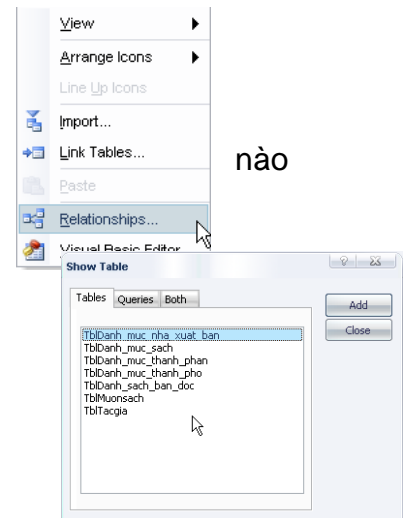 View
Arrange Icons
Line Up Icons
Import...
Link Tables...
nào
Paste
Relationships...
Visual Basic Editor
Show Table
Tables Queries Both
Add
Close
TblDanh_muc_nha_xuat_ban
TblDanh_muc_sach
TblDanh_muc_thanh_phan
TblDanh_muc_thanh_pho
TblDanh_sach_ban_doc
TblMuonsach
TblTacgia